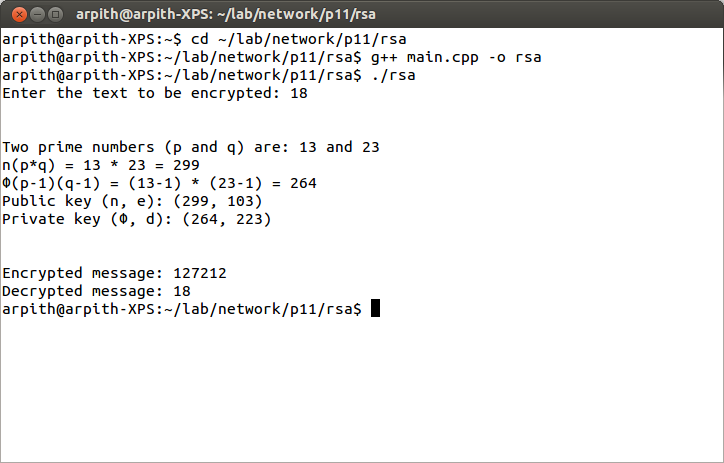 arpith@arpith-XPS: ~/lab/network/p11/rsa
arpith@arpith-XPS:~$ cd ~/lab/network/p11/rsa
arpith@arpith-XPS:~/lab/network/p11/rsa$ g++ main.cpp -o rsa
arpith@arpith-XPS:~/lab/network/p11/rsa$ ./rsa
Enter the text to be encrypted: 18
Two prime numbers (p and q) are: 13 and 23
n(p*q) = 13 * 23 = 299
Φ(p-1)(q-1) = (13-1) * (23-1) = 264
Public key (n, e): (299, 103)
Private key (Φ, d): (264, 223)
Encrypted message: 127212
Decrypted message: 18
arpith@arpith-XPS:~/lab/network/p11/rsa$